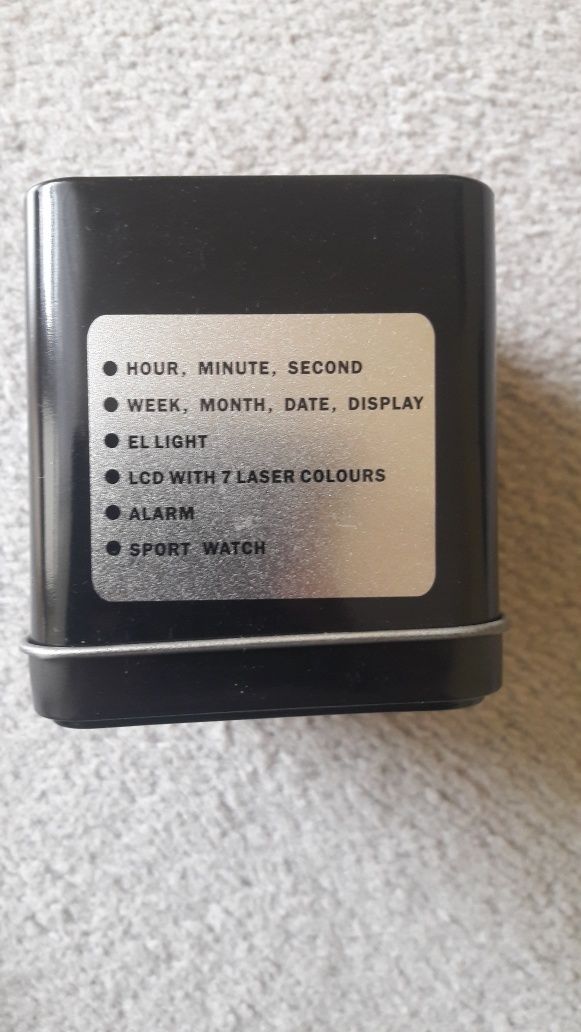 ● HOUR, MINUTE, SECOND
● WEEK, MONTH, DATE, DISPLAY
● EL LIGHT
● LCD WITH 7 LASER COLOURS
● ALARM
● SPORT WATCH